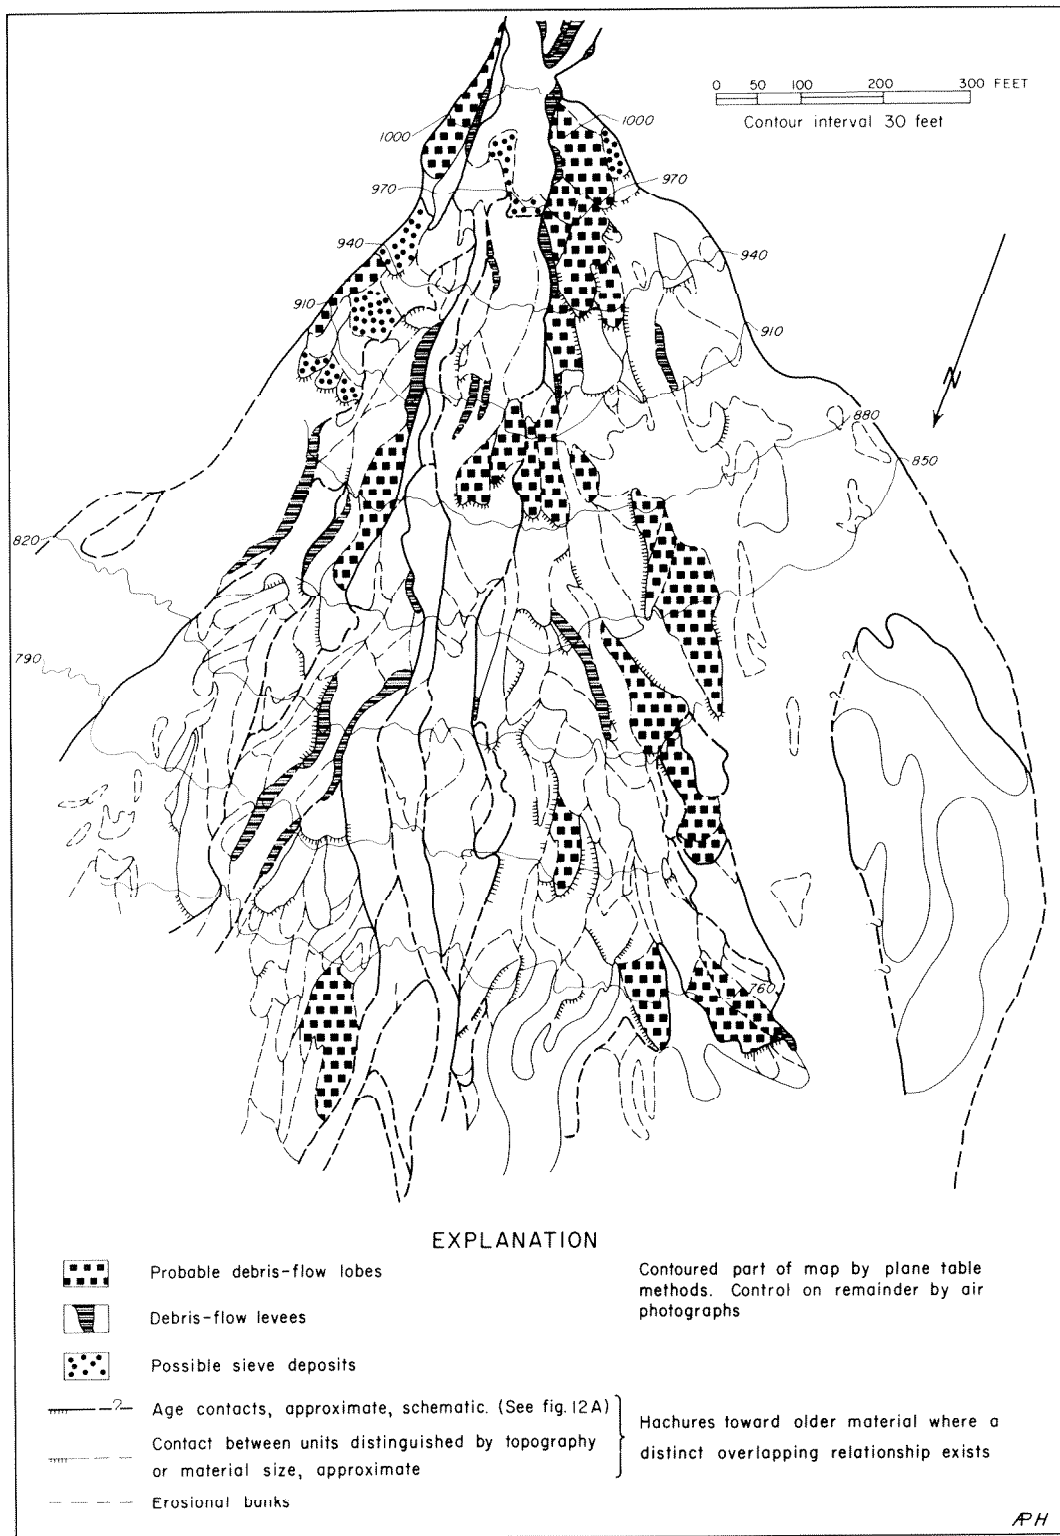 0 50 100 200 300 FEET
Contour interval 30 feet
1000
1000
970
970
940
940
910
910
N
880
850
820
790
760
EXPLANATION
Probable debris-flow lobes
Debris-flow levees
Possible sieve deposits
?
Age contacts, approximate, schematic. (See fig. 12A)
Contact between units distinguished by topography
or material size, approximate
Erosional banks
Contoured part of map by plane table
methods. Control on remainder by air
photographs
Hachures toward older material where a
distinct overlapping relationship exists